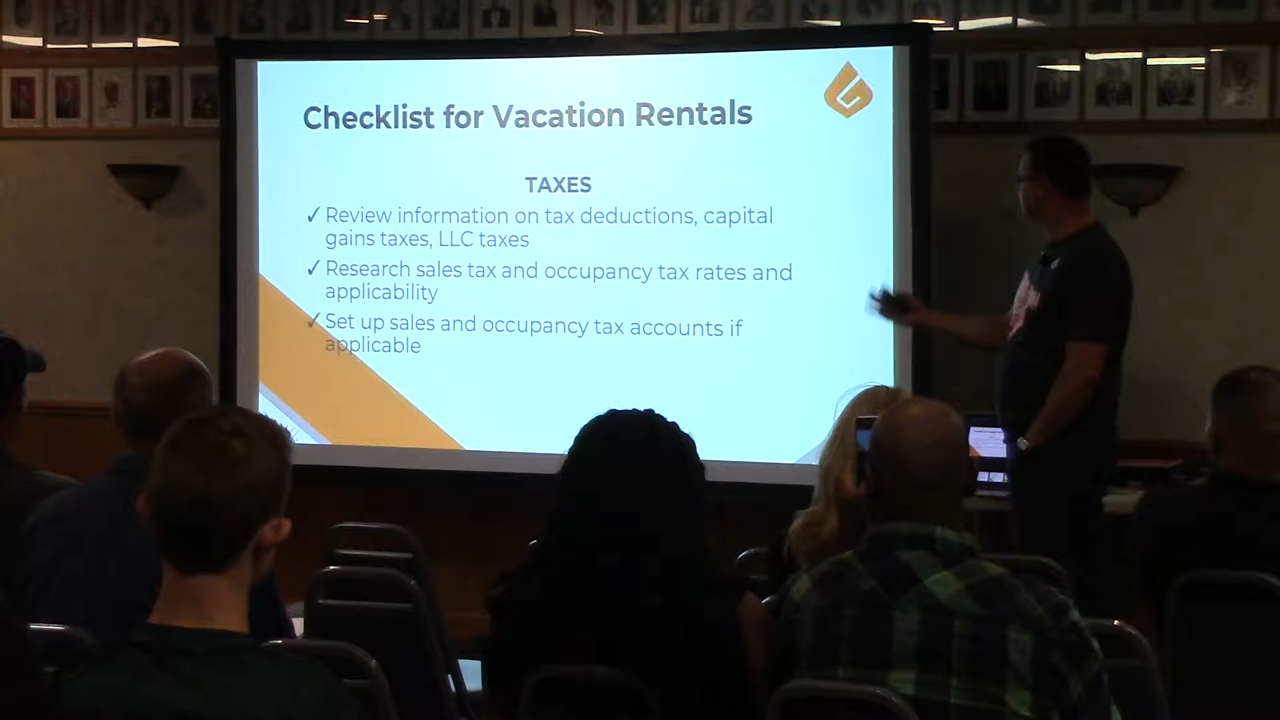 Checklist for Vacation Rentals
TAXES
✓ Review information on tax deductions, capital
gains taxes, LLC taxes
✓ Research sales tax and occupancy tax rates and
applicability
✓ Set up sales and occupancy tax accounts if
applicable